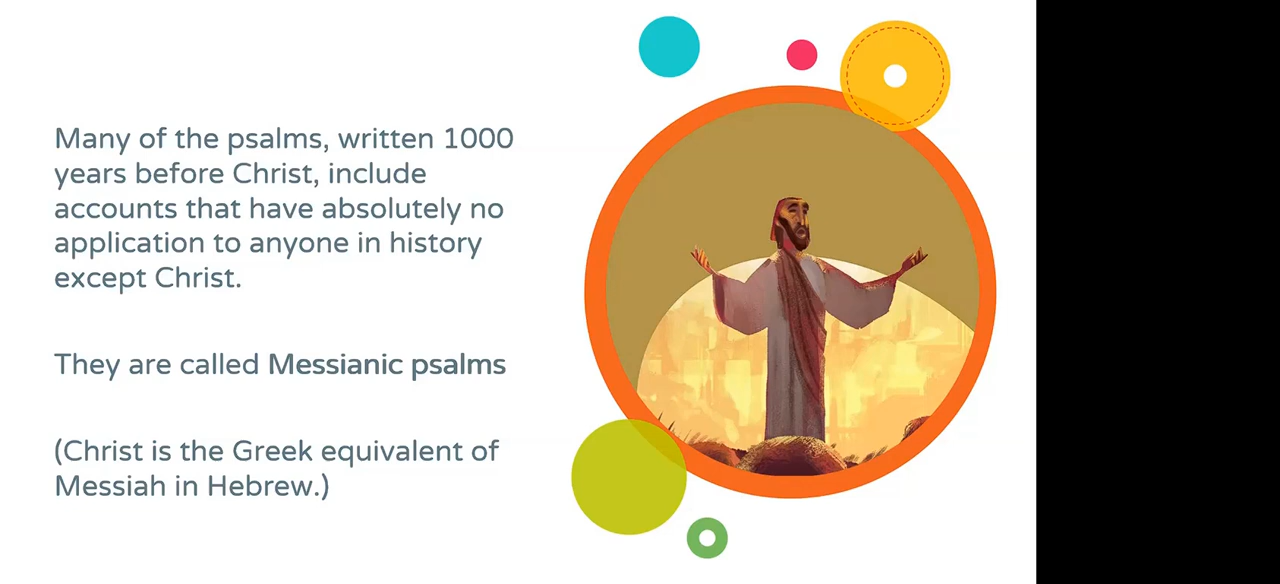 Many of the psalms, written 1000
years before Christ, include
accounts that have absolutely no
application to anyone in history
except Christ.
They are called Messianic psalms
(Christ is the Greek equivalent of
Messiah in Hebrew.)